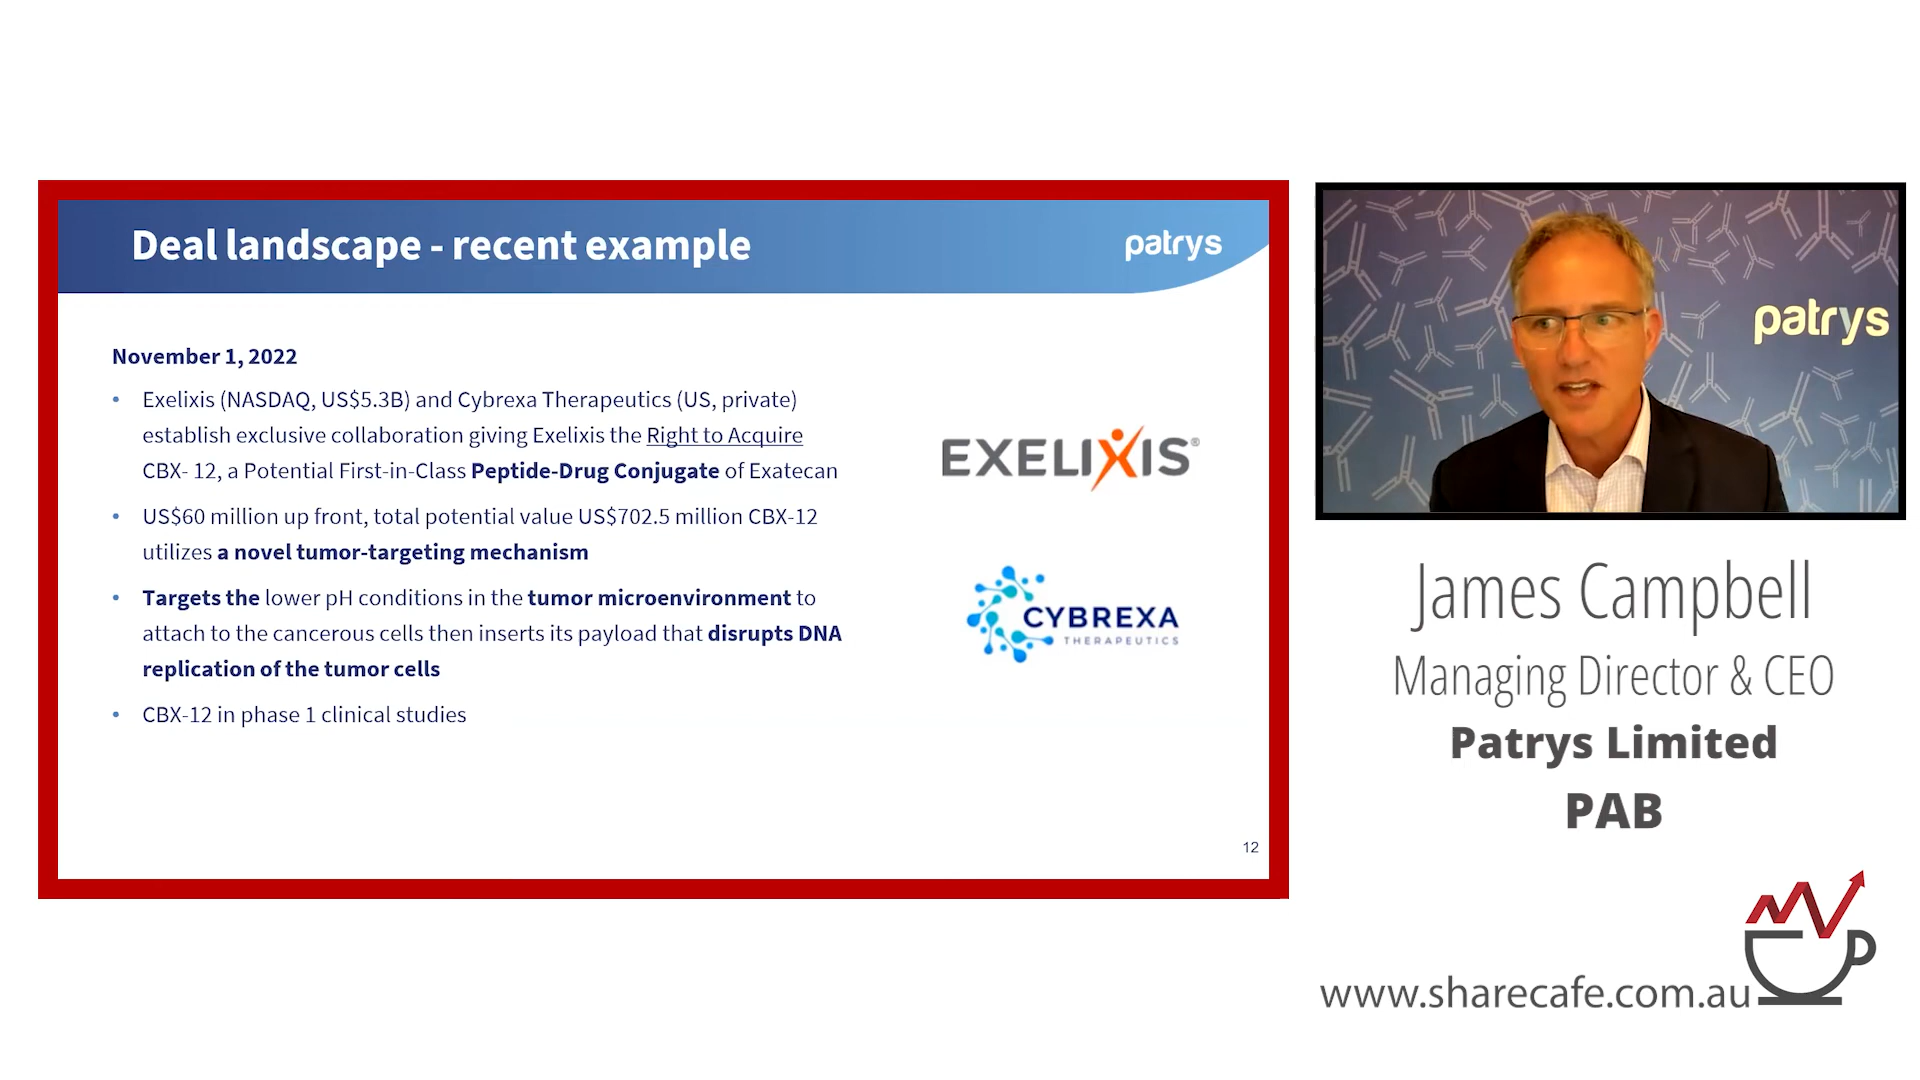 Deal landscape - recent example
patrys
November 1, 2022
• Exelixis (NASDAQ, US$5.3B) and Cybrexa Therapeutics (US, private)
establish exclusive collaboration giving Exelixis the Right to Acquire
CBX- 12, a Potential First-in-Class Peptide-Drug Conjugate of Exatecan
• US$60 million up front, total potential value US$702.5 million CBX-12
utilizes a novel tumor-targeting mechanism
• Targets the lower pH conditions in the tumor microenvironment to
attach to the cancerous cells then inserts its payload that disrupts DNA
replication of the tumor cells
• CBX-12 in phase 1 clinical studies
EXELIXIS®
CYBREXA
THERAPEUTICS
12
patrys
James Campbell
Managing Director & CEO
Patrys Limited
PAB
www.sharecafe.com.au